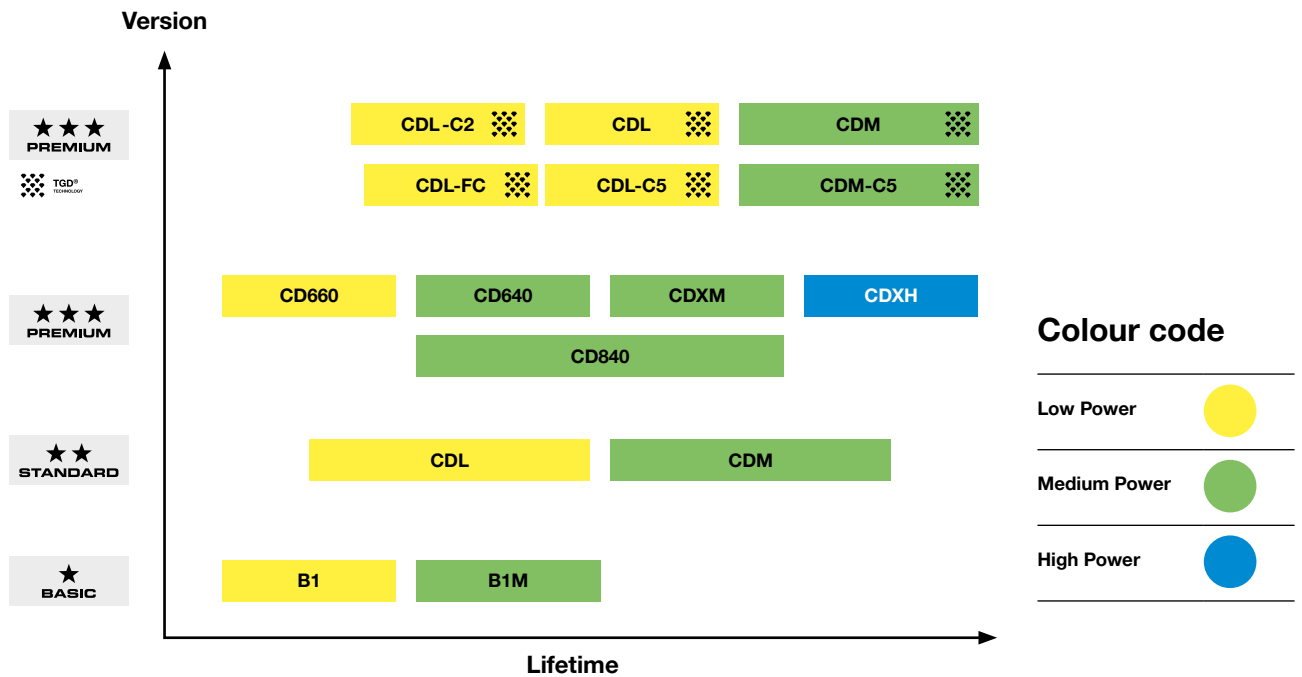 Version
PREMIUM
TGD®
TECHNOLOGY
CDL-C2
CDL
CDM
CDL-FC
CDL-C5
CDM-C5
PREMIUM
CD660
CD640
CDXM
CDXH
CD840
STANDARD
CDL
CDM
BASIC
B1
B1M
Lifetime
Colour code
Low Power
Medium Power
High Power